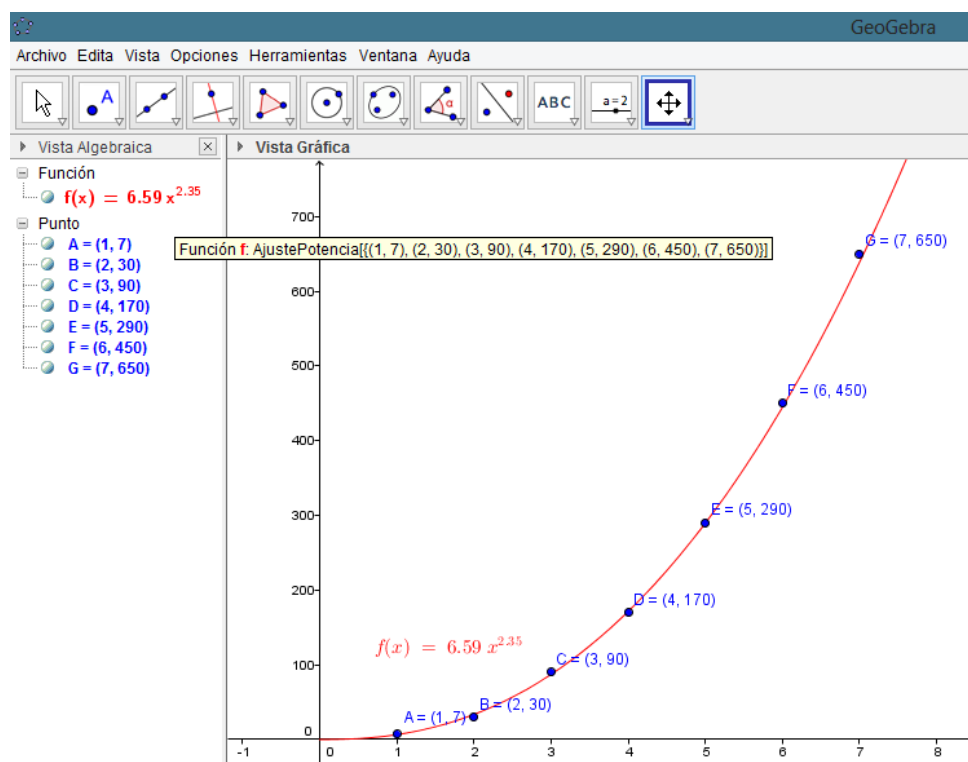 GeoGebra
Archivo Edita Vista Opciones Herramientas Ventana Ayuda
A
α
ABC
a=2
Vista Algebraica
Vista Gráfica
Función
f(x) = 6.59 x^2.35
Punto
A = (1, 7)
B = (2, 30)
C = (3, 90)
D = (4, 170)
E = (5, 290)
F = (6, 450)
G = (7, 650)
Función f: AjustePotencia[{(1, 7), (2, 30), (3, 90), (4, 170), (5, 290), (6, 450), (7, 650)}]
700
G = (7, 650)
600
500
F = (6, 450)
400
300
E = (5, 290)
200
D = (4, 170)
f(x) = 6.59 x^2.35
100
C = (3, 90)
B = (2, 30)
A = (1, 7)
0
-1 0 1 2 3 4 5 6 7 8